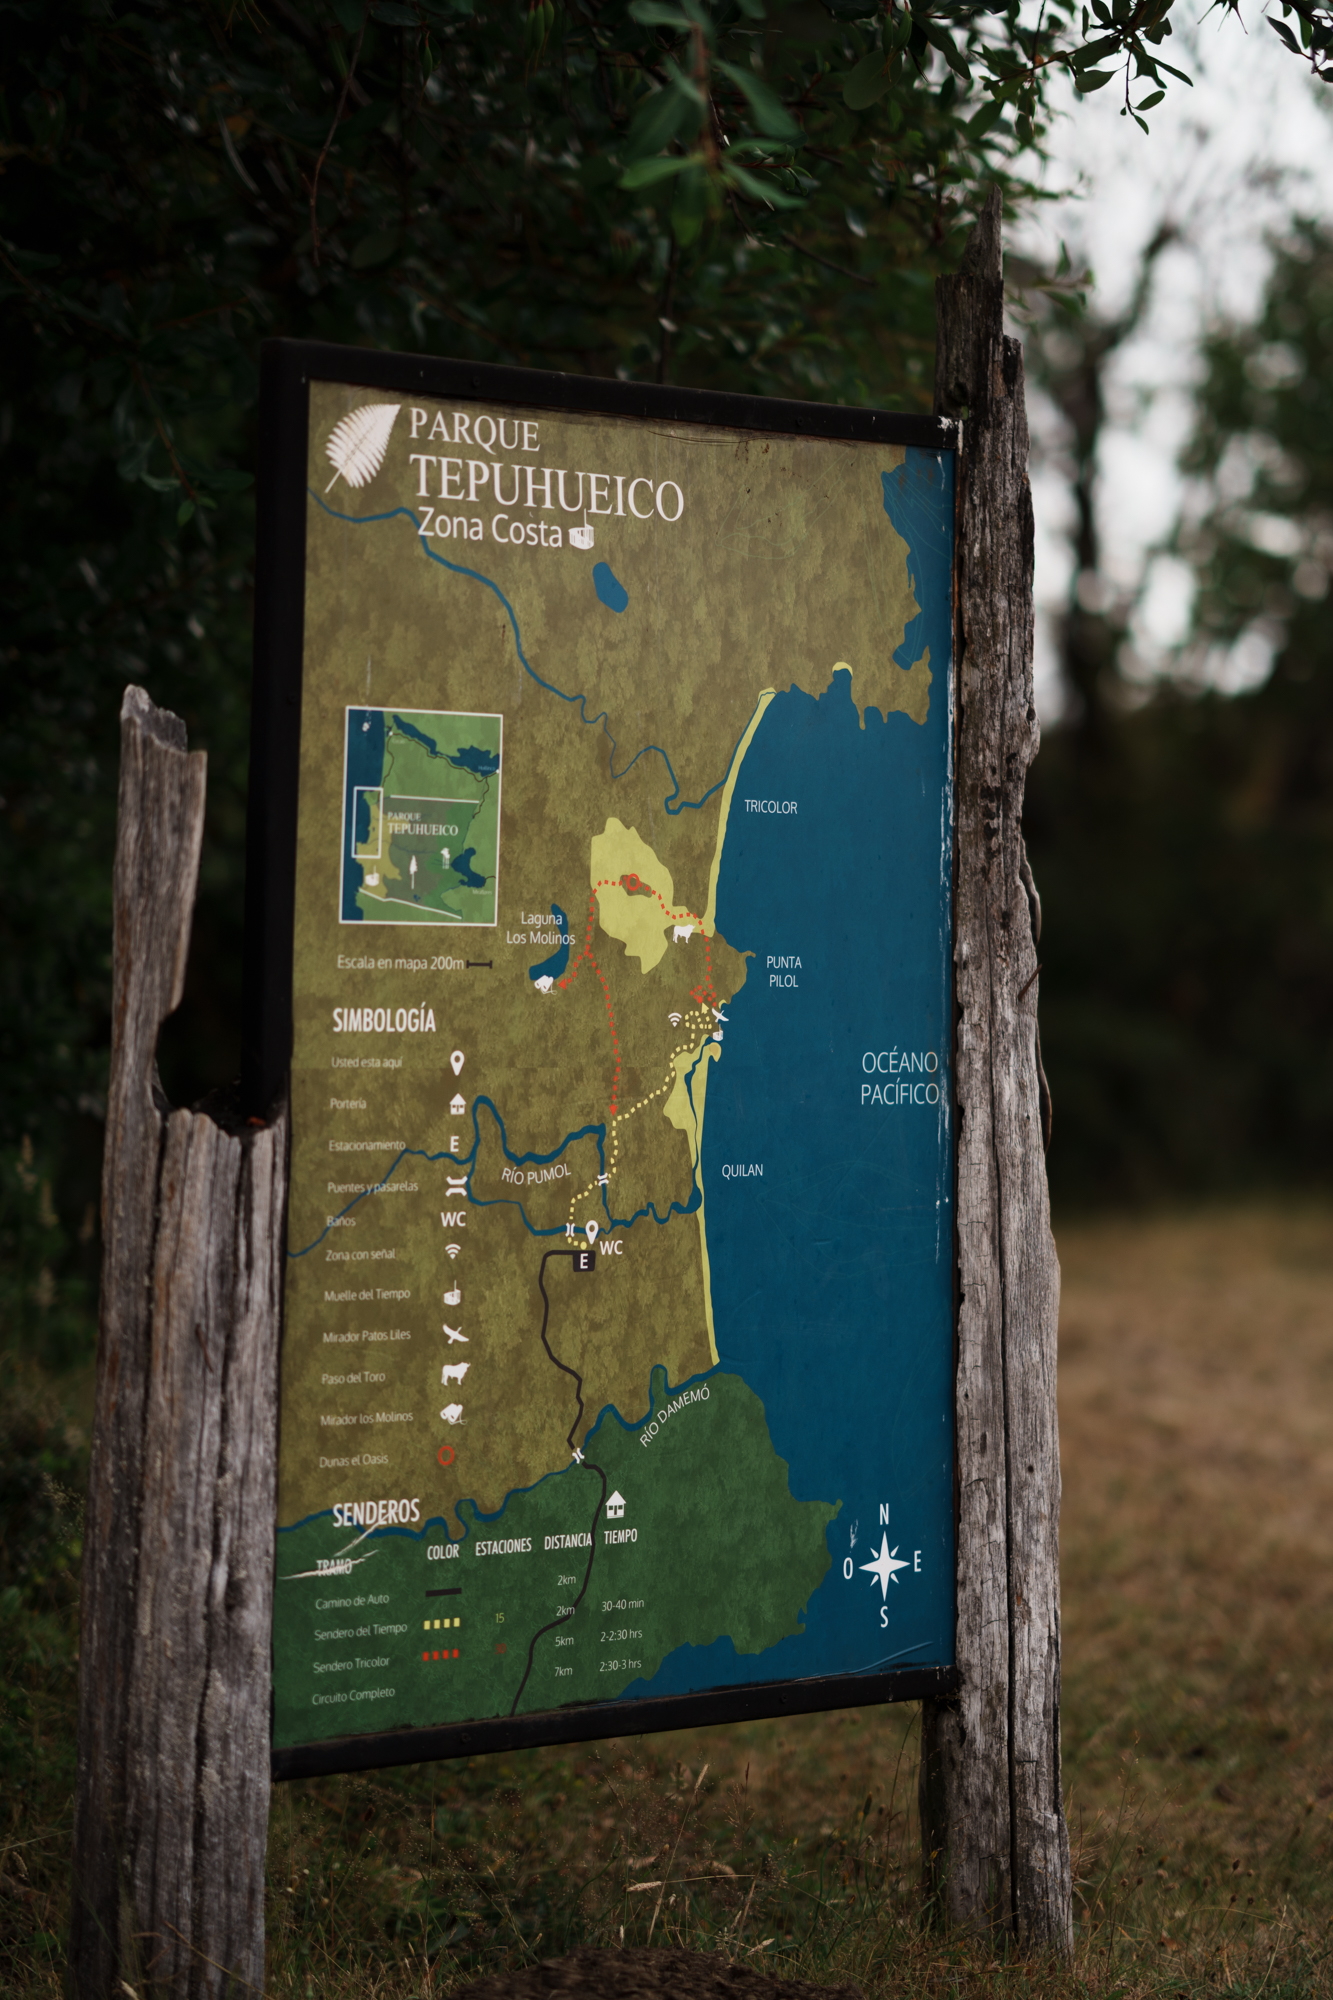 PARQUE
TEPUHUEICO
Zona Costa
PARQUE
TEPUHUEICO
TRICOLOR
Laguna
Los Molinos
Escala en mapa 200m
PUNTA
PILOL
OCÉANO
PACÍFICO
SIMBOLOGÍA
Usted esta aquí
Portería
Estacionamiento E
Puentes y pasarelas
Baños WC
Zona con señal
Muelle del Tiempo
Mirador Patos Liles
Paso del Toro
Mirador los Molinos
Dunas el Oasis
RÍO PUMOL
QUILAN
WC
E
RÍO DAMEMÓ
SENDEROS
TRAMO COLOR ESTACIONES DISTANCIA TIEMPO
Camino de Auto 2km
Sendero del Tiempo 15 2km 30-40 min
Sendero Tricolor 5km 2-2:30 hrs
Circuito Completo 7km 2:30-3 hrs
N
O E
S